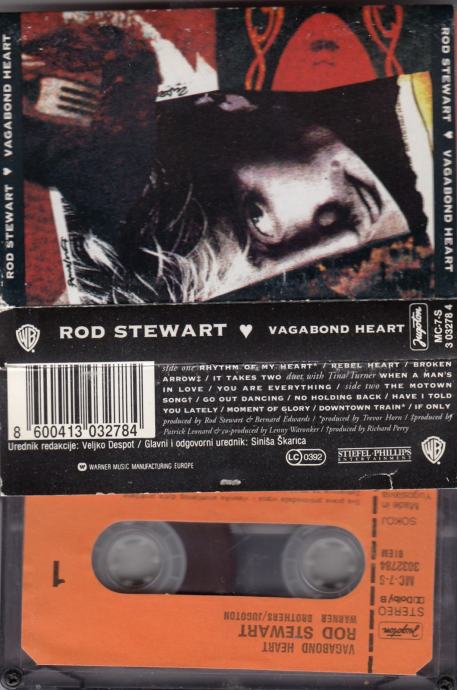 ROD STEWART ♥ VAGABOND HEART
ROD STEWART ♥ VAGABOND HEART
WB ROD STEWART ♥ VAGABOND HEART Jugoton MC-7-S 3 03278 4
side one RHYTHM OF MY HEART* / REBEL HEART / BROKEN
ARROW‡ / IT TAKES TWO duet with Tina Turner WHEN A MAN'S
IN LOVE / YOU ARE EVERYTHING / side two THE MOTOWN
SONG† / GO OUT DANCING / NO HOLDING BACK / HAVE I TOLD
YOU LATELY / MOMENT OF GLORY / DOWNTOWN TRAIN* / IF ONLY
produced by Rod Stewart & Bernard Edwards / *produced by Trevor Horn / ‡produced by
Patrick Leonard & co-produced by Lenny Waronker / †produced by Richard Perry
8 600413 032784
Urednik redakcije: Veljko Despot / Glavni i odgovorni urednik: Siniša Škarica
LC 0392
STIEFEL·PHILLIPS
ENTERTAINMENT
WB
WARNER MUSIC MANUFACTURING EUROPE
Made in
Yugoslavia
SOKOJ
BIEM
3032784
MC-7-S
Dolby B
STEREO
Jugoton
1
VAGABOND HEART
ROD STEWART
WARNER BROTHERS/JUGOTON